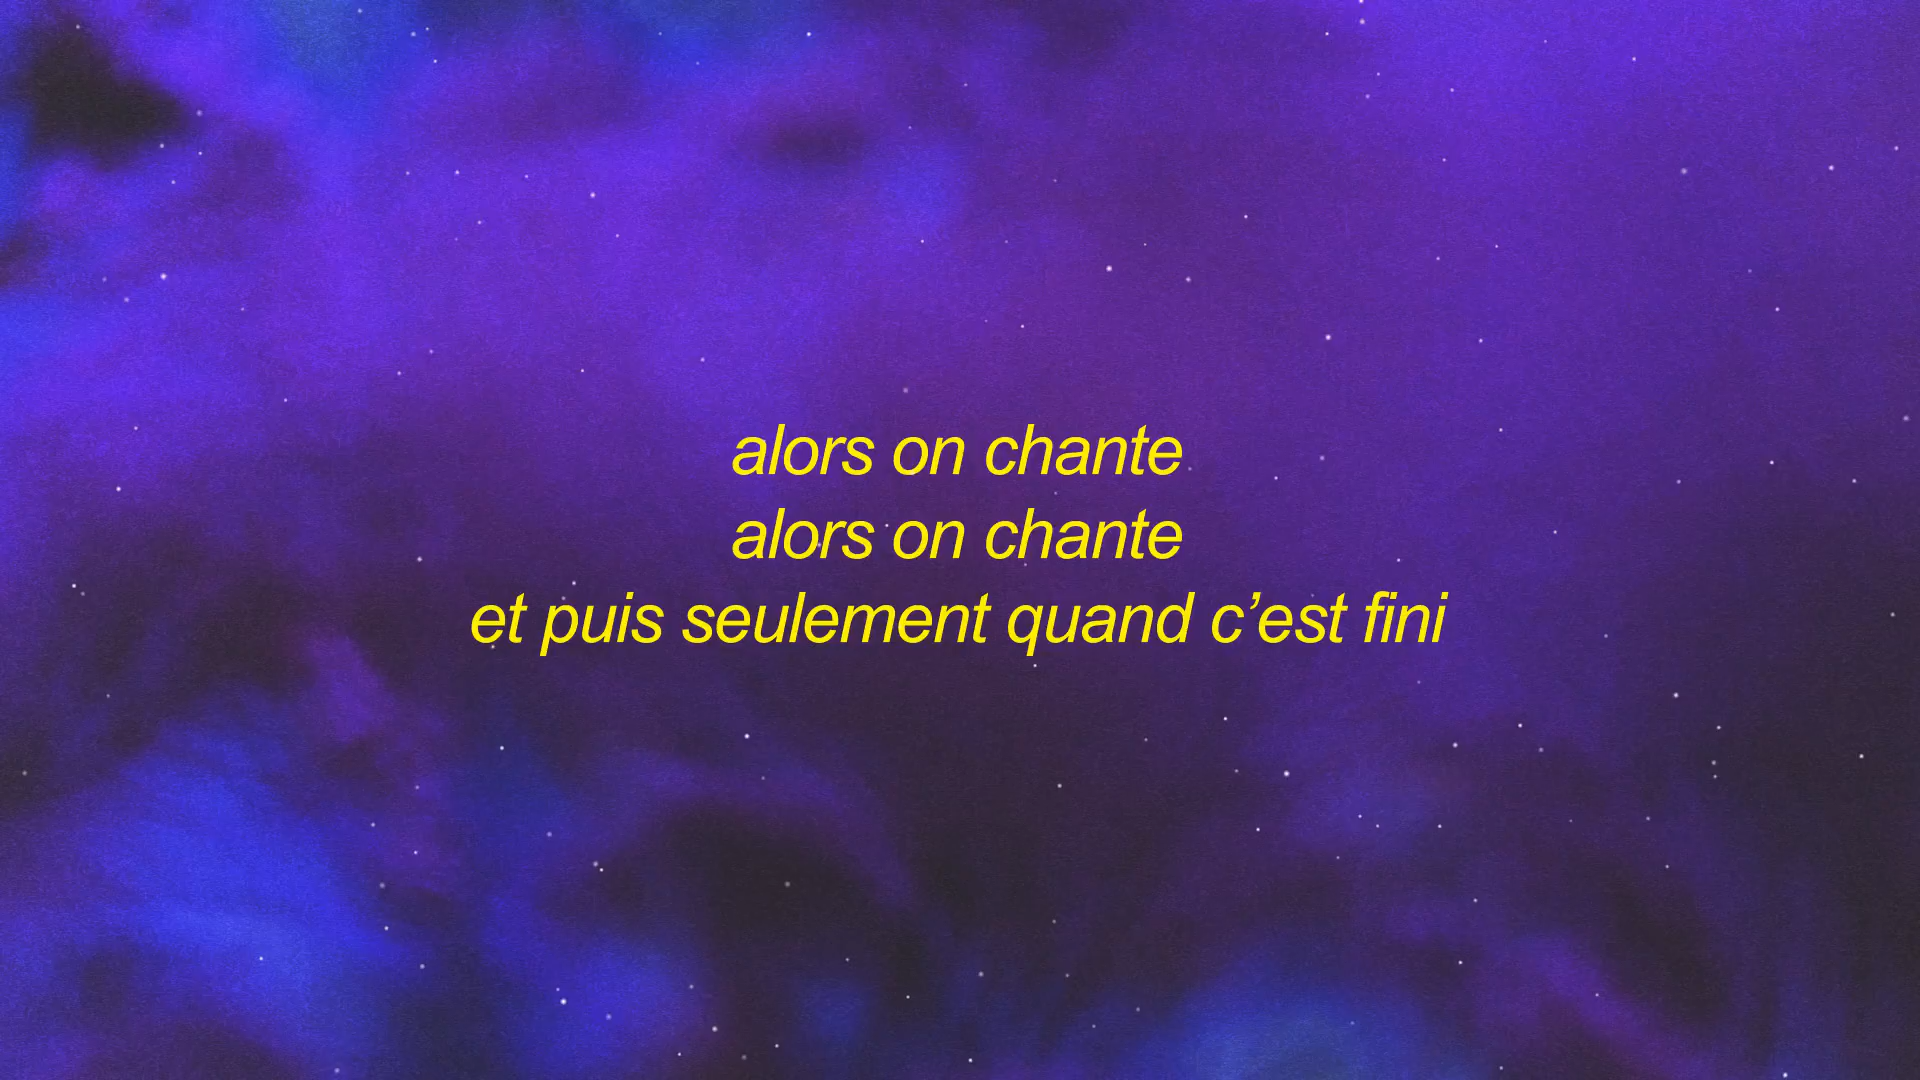 alors on chante
alors on chante
et puis seulement quand c’est fini